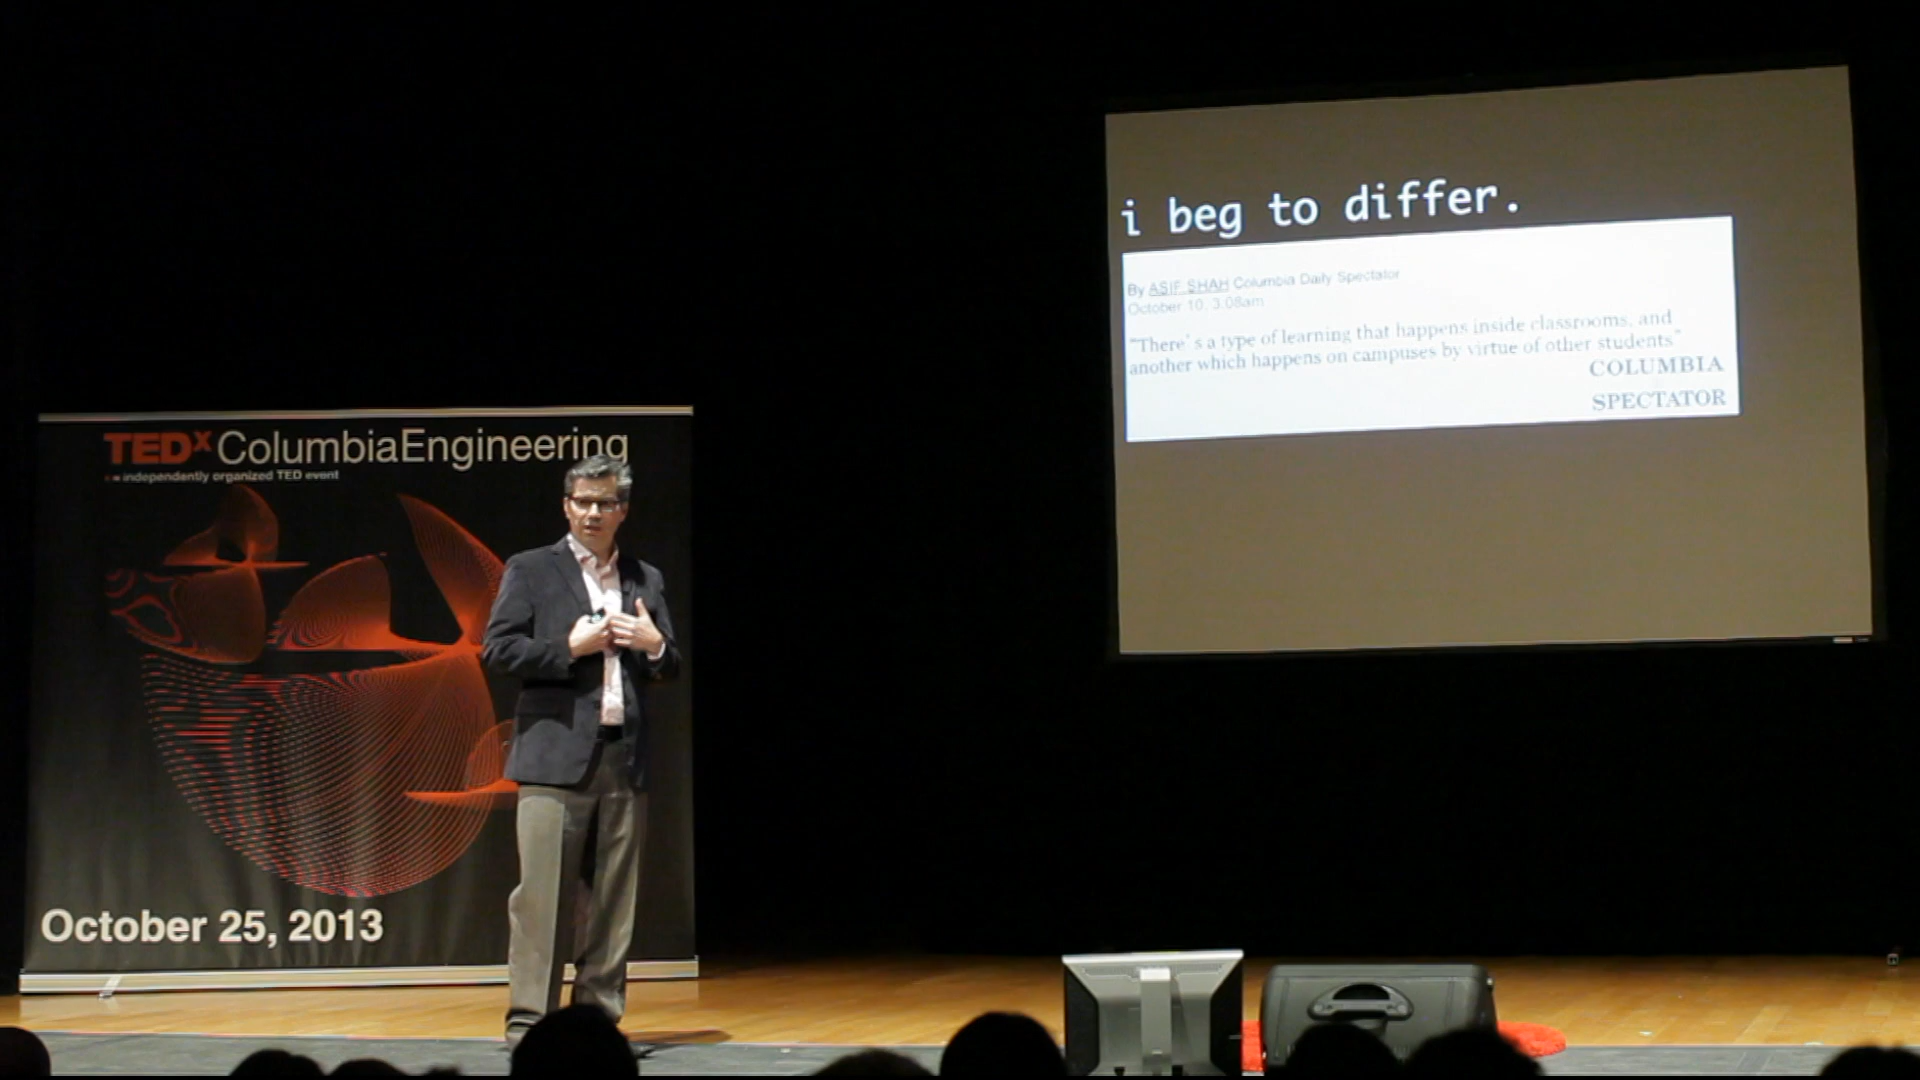 TEDx ColumbiaEngineering
x = independently organized TED event
October 25, 2013
i beg to differ.
By ASIF SHAH Columbia Daily Spectator
October 10, 3:08am
"There's a type of learning that happens inside classrooms, and
another which happens on campuses by virtue of other students"
COLUMBIA
SPECTATOR